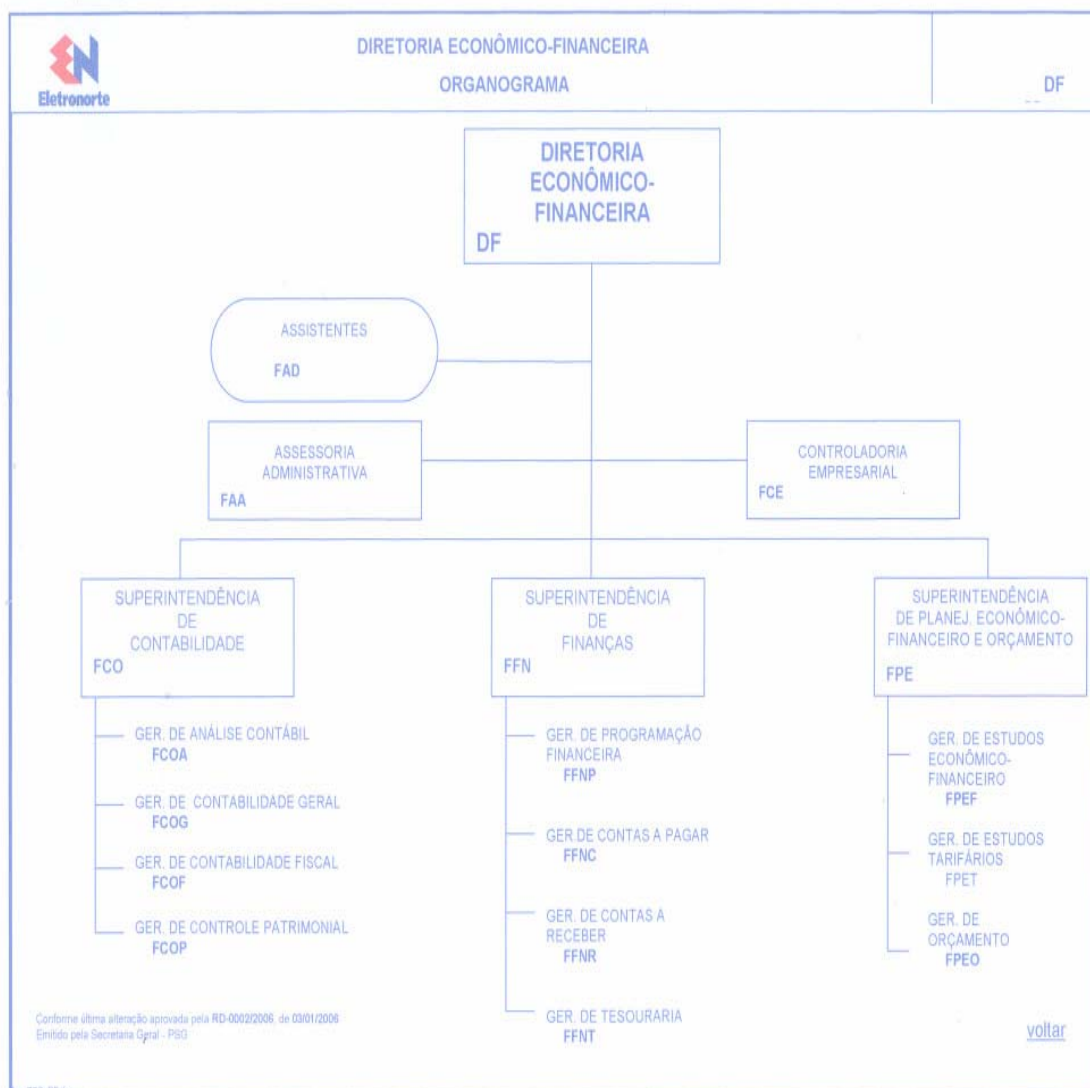 EN
Eletronorte
DIRETORIA ECONÔMICO-FINANCEIRA
ORGANOGRAMA
DF
DIRETORIA
ECONÔMICO-
FINANCEIRA
DF
ASSISTENTES
FAD
ASSESSORIA
ADMINISTRATIVA
FAA
CONTROLADORIA
EMPRESARIAL
FCE
SUPERINTENDÊNCIA
DE
CONTABILIDADE
FCO
GER. DE ANÁLISE CONTÁBIL
FCOA
GER. DE CONTABILIDADE GERAL
FCOG
GER. DE CONTABILIDADE FISCAL
FCOF
GER. DE CONTROLE PATRIMONIAL
FCOP
SUPERINTENDÊNCIA
DE
FINANÇAS
FFN
GER. DE PROGRAMAÇÃO
FINANCEIRA
FFNP
GER.DE CONTAS A PAGAR
FFNC
GER. DE CONTAS A
RECEBER
FFNR
GER. DE TESOURARIA
FFNT
SUPERINTENDÊNCIA
DE PLANEJ. ECONÔMICO-
FINANCEIRO E ORÇAMENTO
FPE
GER. DE ESTUDOS
ECONÔMICO-
FINANCEIRO
FPEF
GER. DE ESTUDOS
TARIFÁRIOS
FPET
GER. DE
ORÇAMENTO
FPEO
Conforme última alteração aprovada pela RD-0002/2006, de 03/01/2006
Emitido pela Secretaria Geral - PSG
voltar